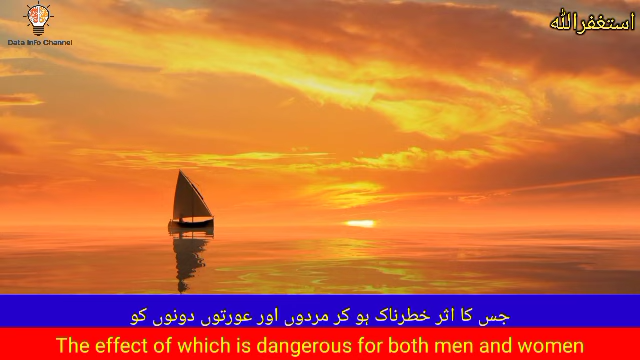 Data Info Channel
استغفراللہ
جس کا اثر خطرناک ہو کر مردوں اور عورتوں دونوں کو
The effect of which is dangerous for both men and women